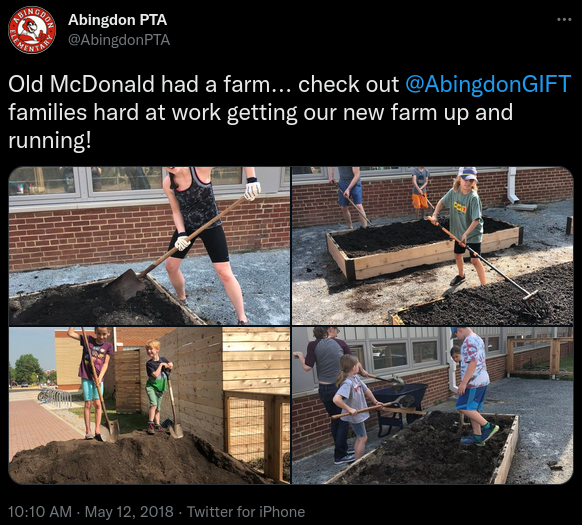 ABINGDON
ELEMENTARY
Abingdon PTA
@AbingdonPTA
Old McDonald had a farm… check out @AbingdonGIFT
families hard at work getting our new farm up and
running!
10:10 AM · May 12, 2018 · Twitter for iPhone